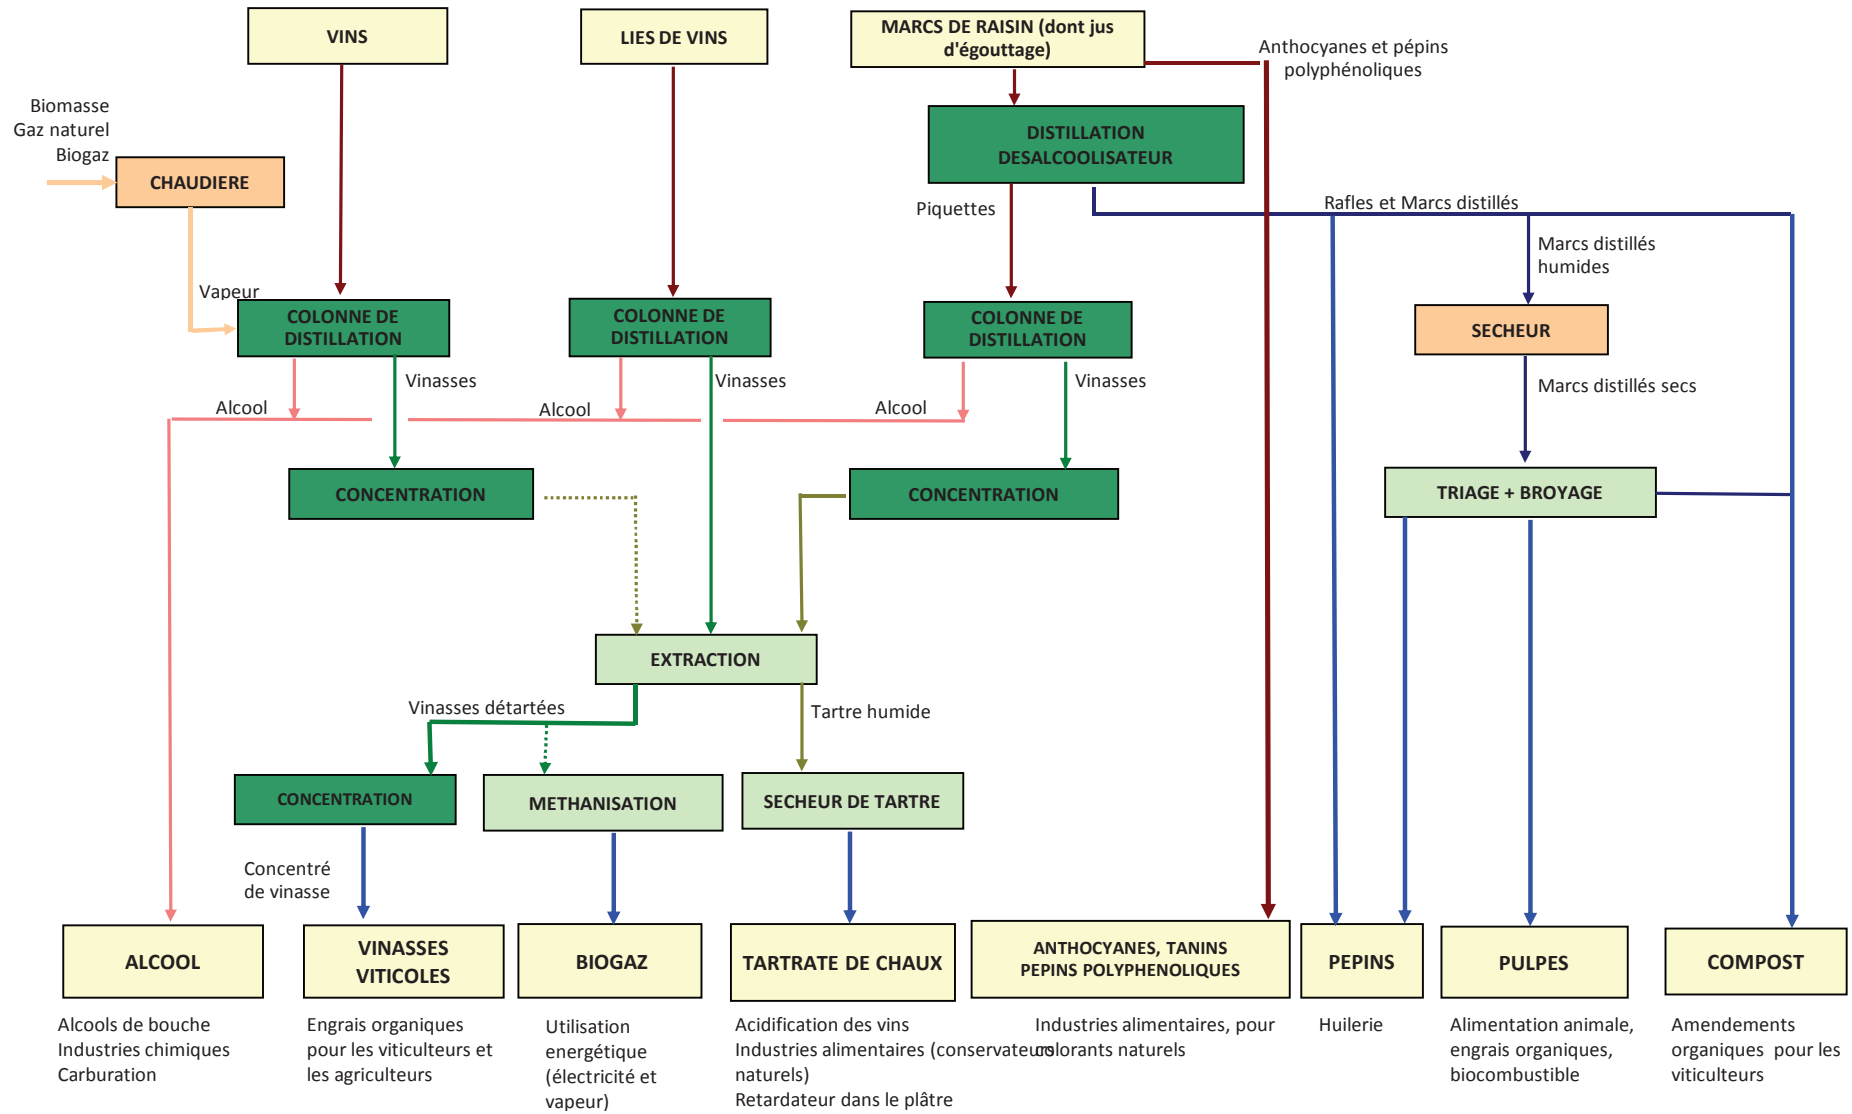 VINS
LIES DE VINS
MARCS DE RAISIN (dont jus
d'égouttage)
Anthocyanes et pépins
polyphénoliques
Biomasse
Gaz naturel
Biogaz
CHAUDIERE
DISTILLATION
DESALCOOLISATEUR
Piquettes
Rafles et Marcs distillés
Marcs distillés
humides
Vapeur
COLONNE DE
DISTILLATION
COLONNE DE
DISTILLATION
COLONNE DE
DISTILLATION
SECHEUR
Vinasses
Vinasses
Vinasses
Marcs distillés secs
Alcool
Alcool
Alcool
CONCENTRATION
CONCENTRATION
TRIAGE + BROYAGE
EXTRACTION
Vinasses détartées
Tartre humide
CONCENTRATION
METHANISATION
SECHEUR DE TARTRE
Concentré
de vinasse
ALCOOL
VINASSES
VITICOLES
BIOGAZ
TARTRATE DE CHAUX
ANTHOCYANES, TANINS
PEPINS POLYPHENOLIQUES
PEPINS
PULPES
COMPOST
Alcools de bouche
Industries chimiques
Carburation
Engrais organiques
pour les viticulteurs et
les agriculteurs
Utilisation
energétique
(électricité et
vapeur)
Acidification des vins
Industries alimentaires (conservateurs
naturels)
Retardateur dans le plâtre
Industries alimentaires, pour
colorants naturels
Huilerie
Alimentation animale,
engrais organiques,
biocombustible
Amendements
organiques pour les
viticulteurs